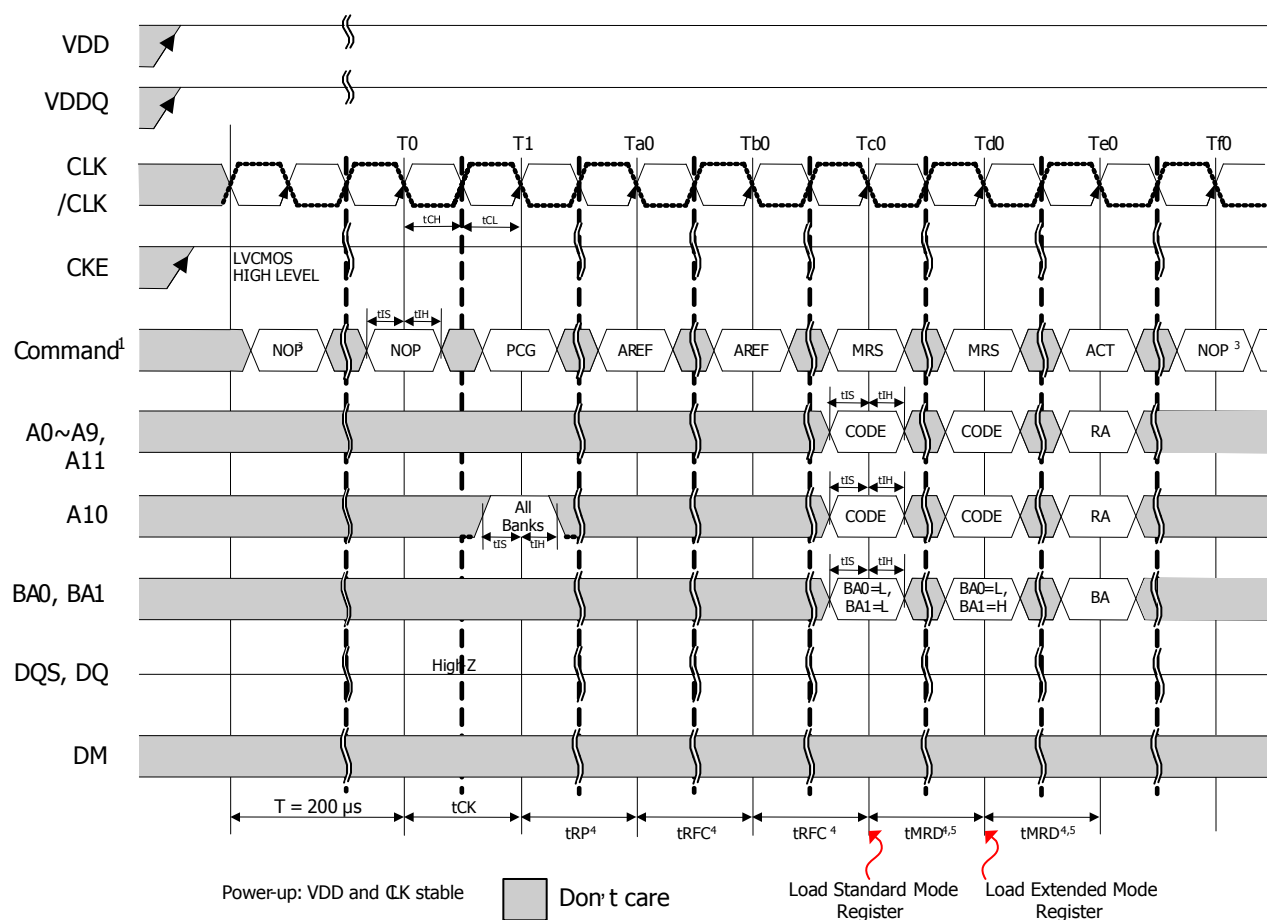 VDD
VDDQ
T0 T1 Ta0 Tb0 Tc0 Td0 Te0 Tf0
CLK
/CLK
tCH tCL
CKE
LVCMOS
HIGH LEVEL
tIS tIH
Command1 NOP3 NOP PCG AREF AREF MRS MRS ACT NOP 3
tIS tIH
A0~A9,
A11
CODE CODE RA
tIS tIH
A10
All
Banks
CODE CODE RA
tIS tIH
tIS tIH
BA0, BA1
BA0=L,
BA1=L
BA0=L,
BA1=H
BA
DQS, DQ
High-Z
DM
T = 200 µs tCK
tRP4 tRFC4 tRFC 4 tMRD4,5 tMRD4,5
Power-up: VDD and CLK stable
Don't care
Load Standard Mode
Register
Load Extended Mode
Register